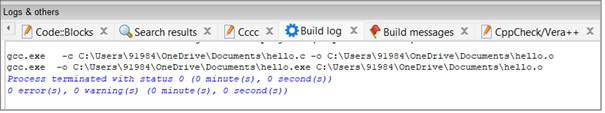 Logs & others
Code::Blocks
Search results
Cccc
Build log
Build messages
CppCheck/Vera++
gcc.exe -c C:\Users\91984\OneDrive\Documents\hello.c -o C:\Users\91984\OneDrive\Documents\hello.o
gcc.exe -o C:\Users\91984\OneDrive\Documents\hello.exe C:\Users\91984\OneDrive\Documents\hello.o
Process terminated with status 0 (0 minute(s), 0 second(s))
0 error(s), 0 warning(s) (0 minute(s), 0 second(s))